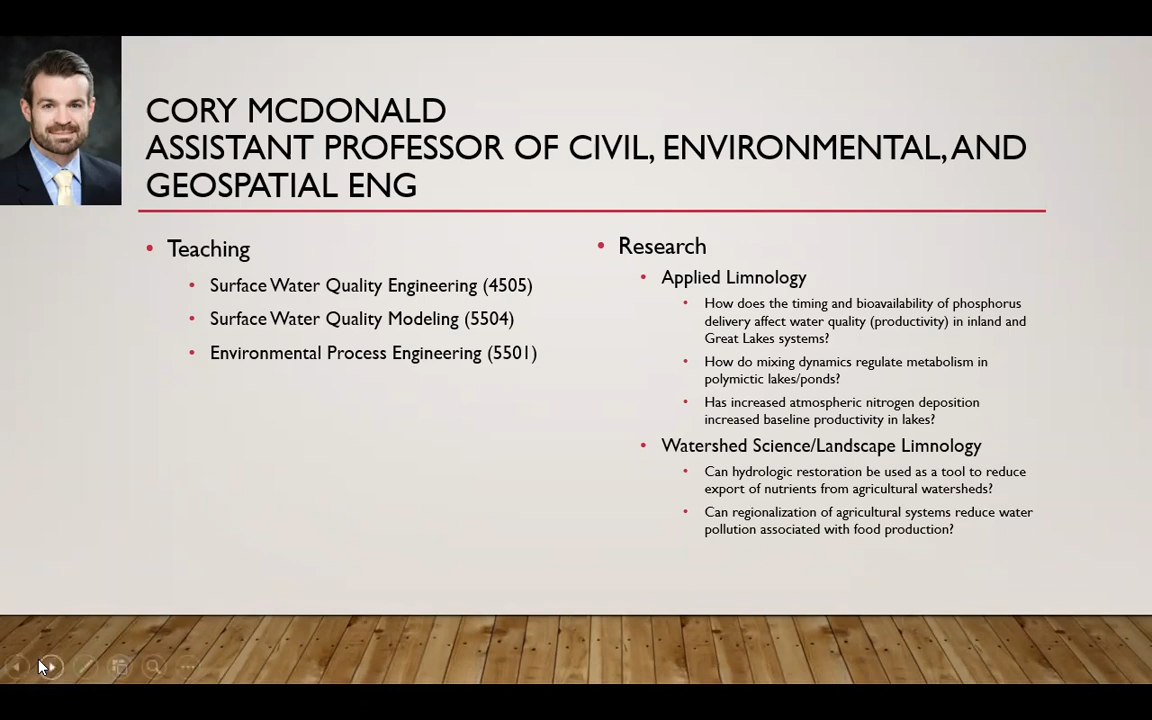 CORY MCDONALD
ASSISTANT PROFESSOR OF CIVIL, ENVIRONMENTAL, AND
GEOSPATIAL ENG
• Teaching
• Surface Water Quality Engineering (4505)
• Surface Water Quality Modeling (5504)
• Environmental Process Engineering (5501)
• Research
• Applied Limnology
• How does the timing and bioavailability of phosphorus
delivery affect water quality (productivity) in inland and
Great Lakes systems?
• How do mixing dynamics regulate metabolism in
polymictic lakes/ponds?
• Has increased atmospheric nitrogen deposition
increased baseline productivity in lakes?
• Watershed Science/Landscape Limnology
• Can hydrologic restoration be used as a tool to reduce
export of nutrients from agricultural watersheds?
• Can regionalization of agricultural systems reduce water
pollution associated with food production?